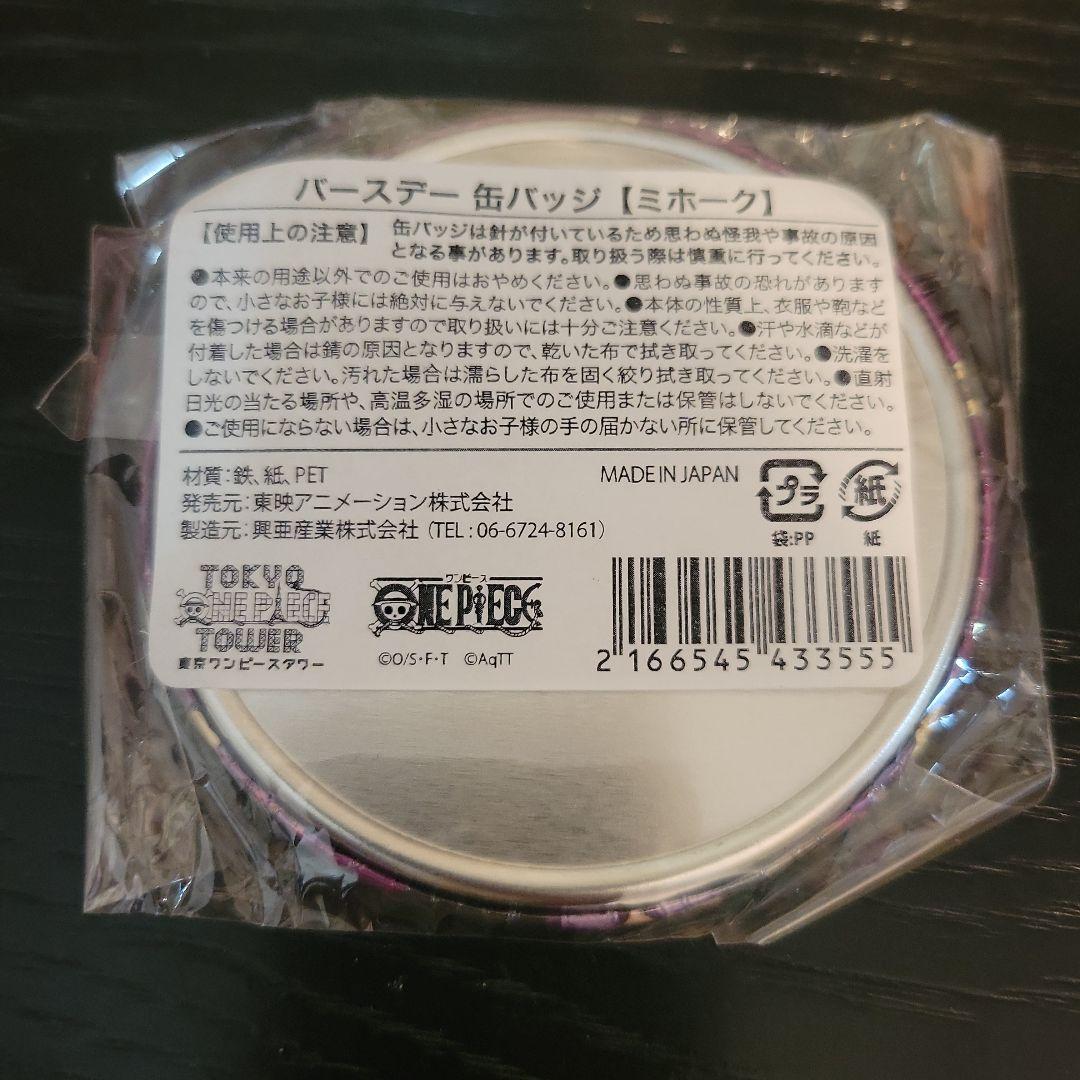 バースデー 缶バッジ【ミホーク】
【使用上の注意】 缶バッジは針が付いているため思わぬ怪我や事故の原因
となる事があります。取り扱う際は慎重に行ってください。
●本来の用途以外でのご使用はおやめください。●思わぬ事故の恐れがあります
ので、小さなお子様には絶対に与えないでください。●本体の性質上、衣服や鞄など
を傷つける場合がありますので取り扱いには十分ご注意ください。●汗や水滴などが
付着した場合は錆の原因となりますので、乾いた布で拭き取ってください。●洗濯を
しないでください。汚れた場合は濡らした布を固く絞り拭き取ってください。●直射
日光の当たる場所や、高温多湿の場所でのご使用または保管はしないでください。
●ご使用にならない場合は、小さなお子様の手の届かない所に保管してください。
材質:鉄、紙、PET
発売元:東映アニメーション株式会社
製造元:興亜産業株式会社(TEL:06-6724-8161)
MADE IN JAPAN
プラ
袋:PP
紙
紙
TOKYO
ONE PIECE
TOWER
東京ワンピースタワー
ワンピース
ONE PIECE
©O/S・F・T ©AqTT
2 166545 433555